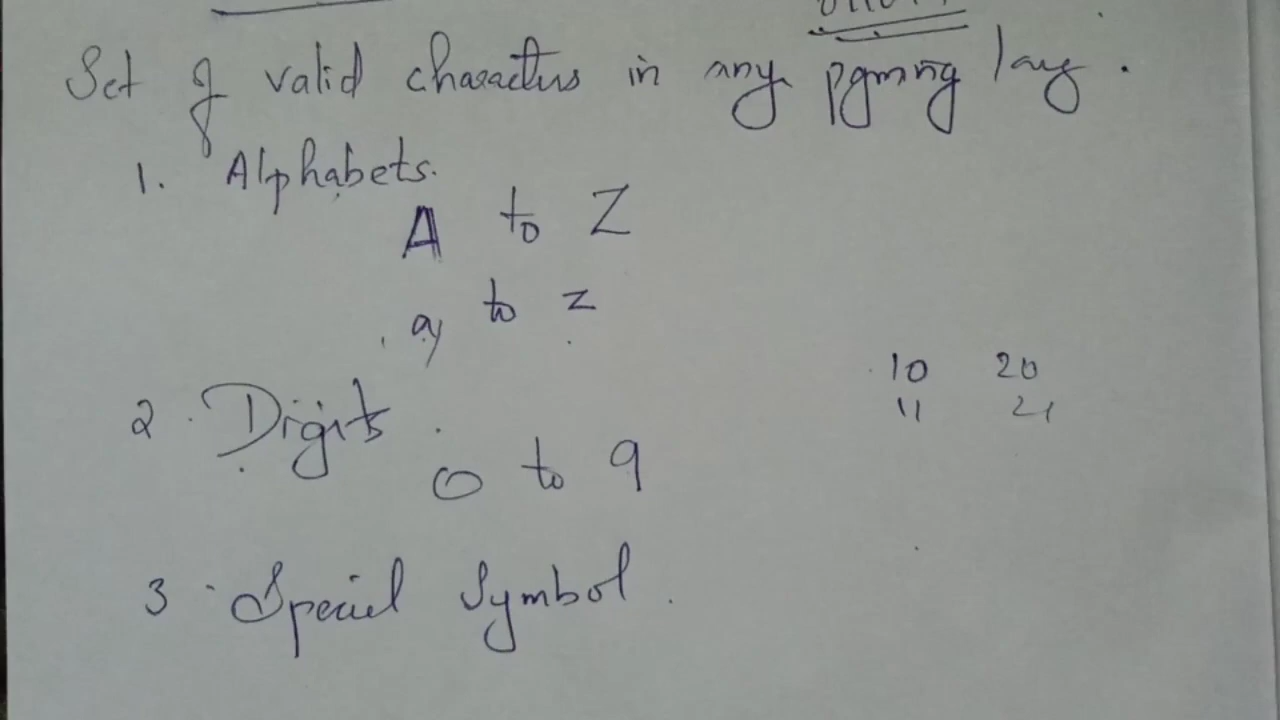 Set of valid characters in any pgmng lang.
1. Alphabets.
A to Z
a to z
2. Digits.
0 to 9
10 20
11 21
3. Special Symbol.